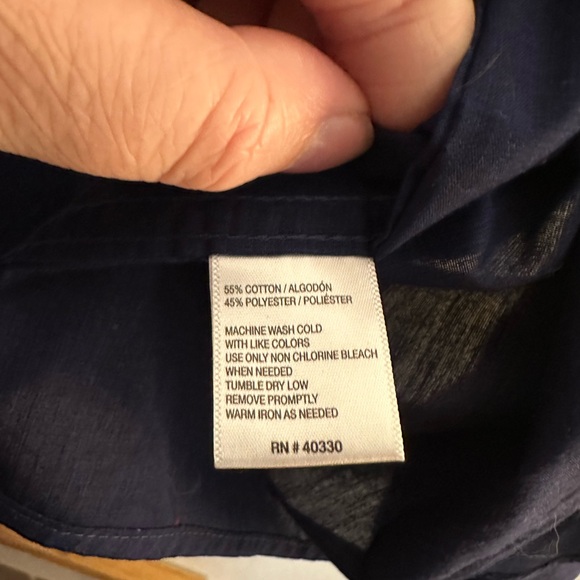 55% COTTON / ALGODÓN
45% POLYESTER / POLIÉSTER
MACHINE WASH COLD
WITH LIKE COLORS
USE ONLY NON CHLORINE BLEACH
WHEN NEEDED
TUMBLE DRY LOW
REMOVE PROMPTLY
WARM IRON AS NEEDED
RN # 40330